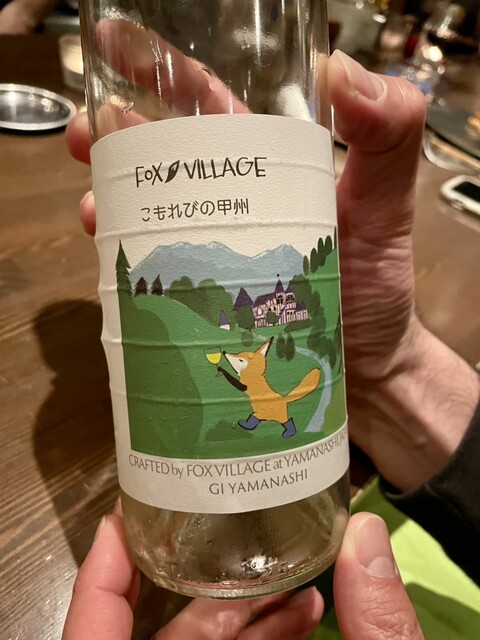 FOX VILLAGE
こもれびの甲州
CRAFTED by FOX VILLAGE at YAMANASHI
GI YAMANASHI